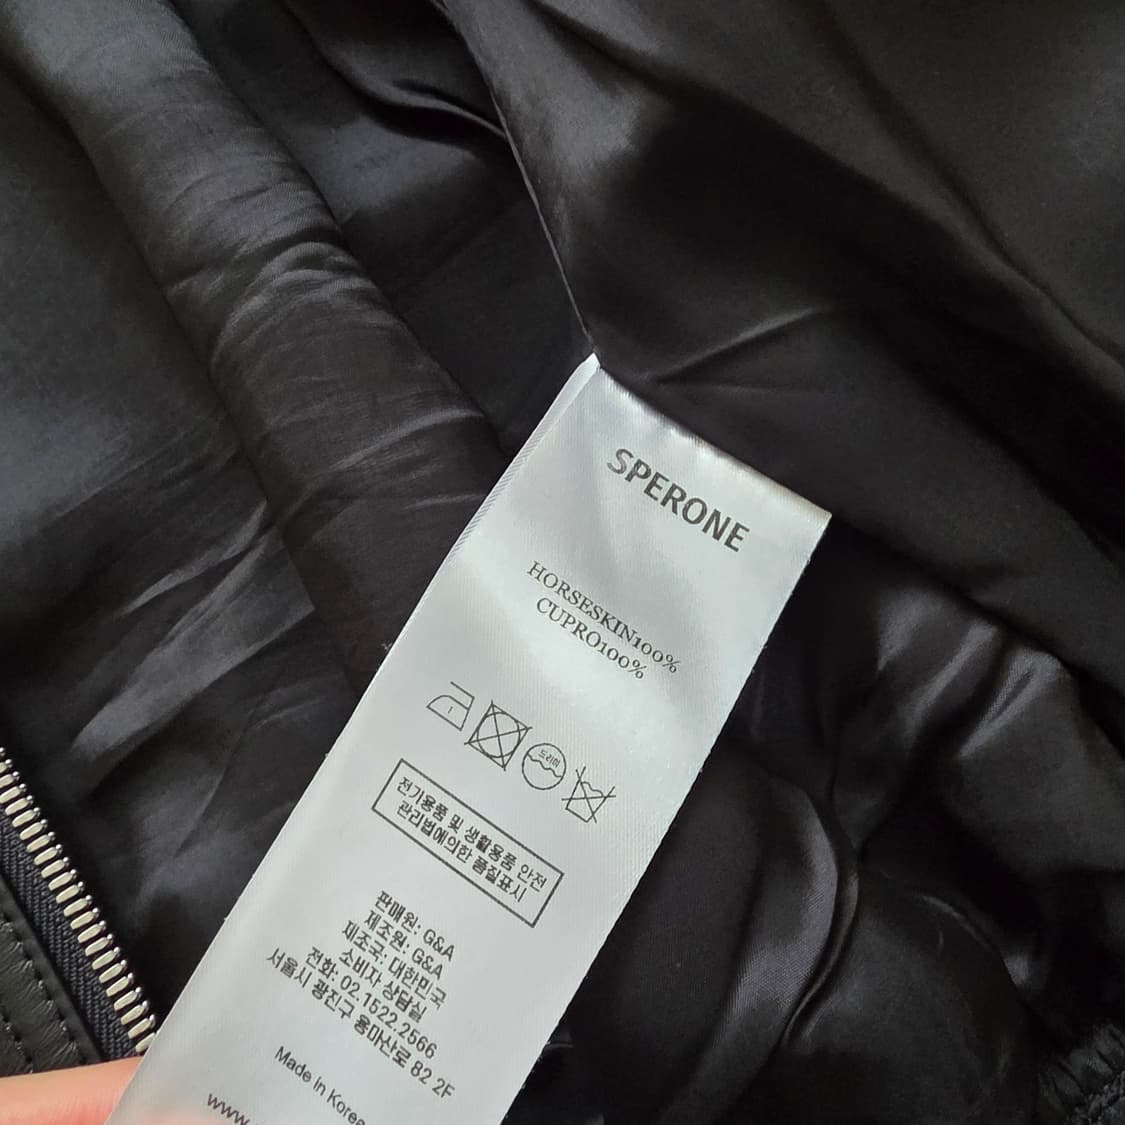 SPERONE
HORSESKIN100%
CUPRO100%
드라이
전기용품 및 생활용품 안전
관리법에의한 품질표시
판매원: G&A
제조원: G&A
제조국: 대한민국
소비자 상담실
전화: 02.1522.2566
서울시 광진구 용마산로 82 2F
Made in Korea
www.